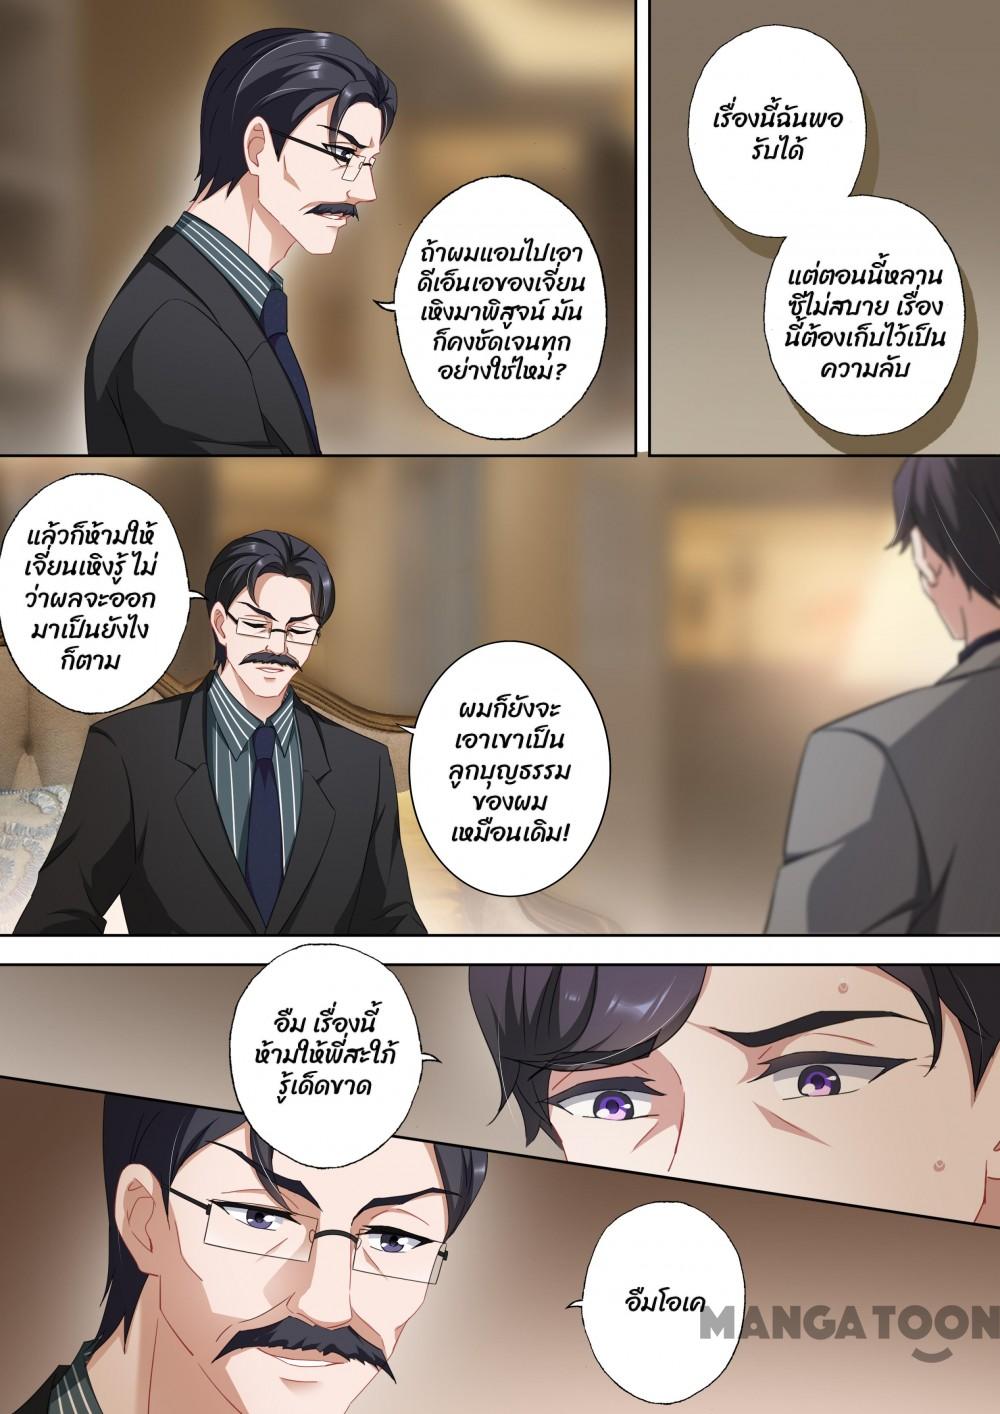 ถ้าผมแอบไปเอา
ดีเอ็นเอของเจี่ยน
เหิงมาพิสูจน์ มัน
ก็คงชัดเจนทุก
อย่างใช่ไหม?
เรื่องนี้ฉันพอ
รับได้
แต่ตอนนี้หลาน
ซีไม่สบาย เรื่อง
นี้ต้องเก็บไว้เป็น
ความลับ
แล้วก็ห้ามให้
เจี่ยนเหิงรู้ ไม่
ว่าผลจะออก
มาเป็นยังไง
ก็ตาม
ผมก็ยังจะ
เอาเขาเป็น
ลูกบุญธรรม
ของผม
เหมือนเดิม!
อืม เรื่องนี้
ห้ามให้พี่สะใภ้
รู้เด็ดขาด
อืมโอเค
MANGATOON